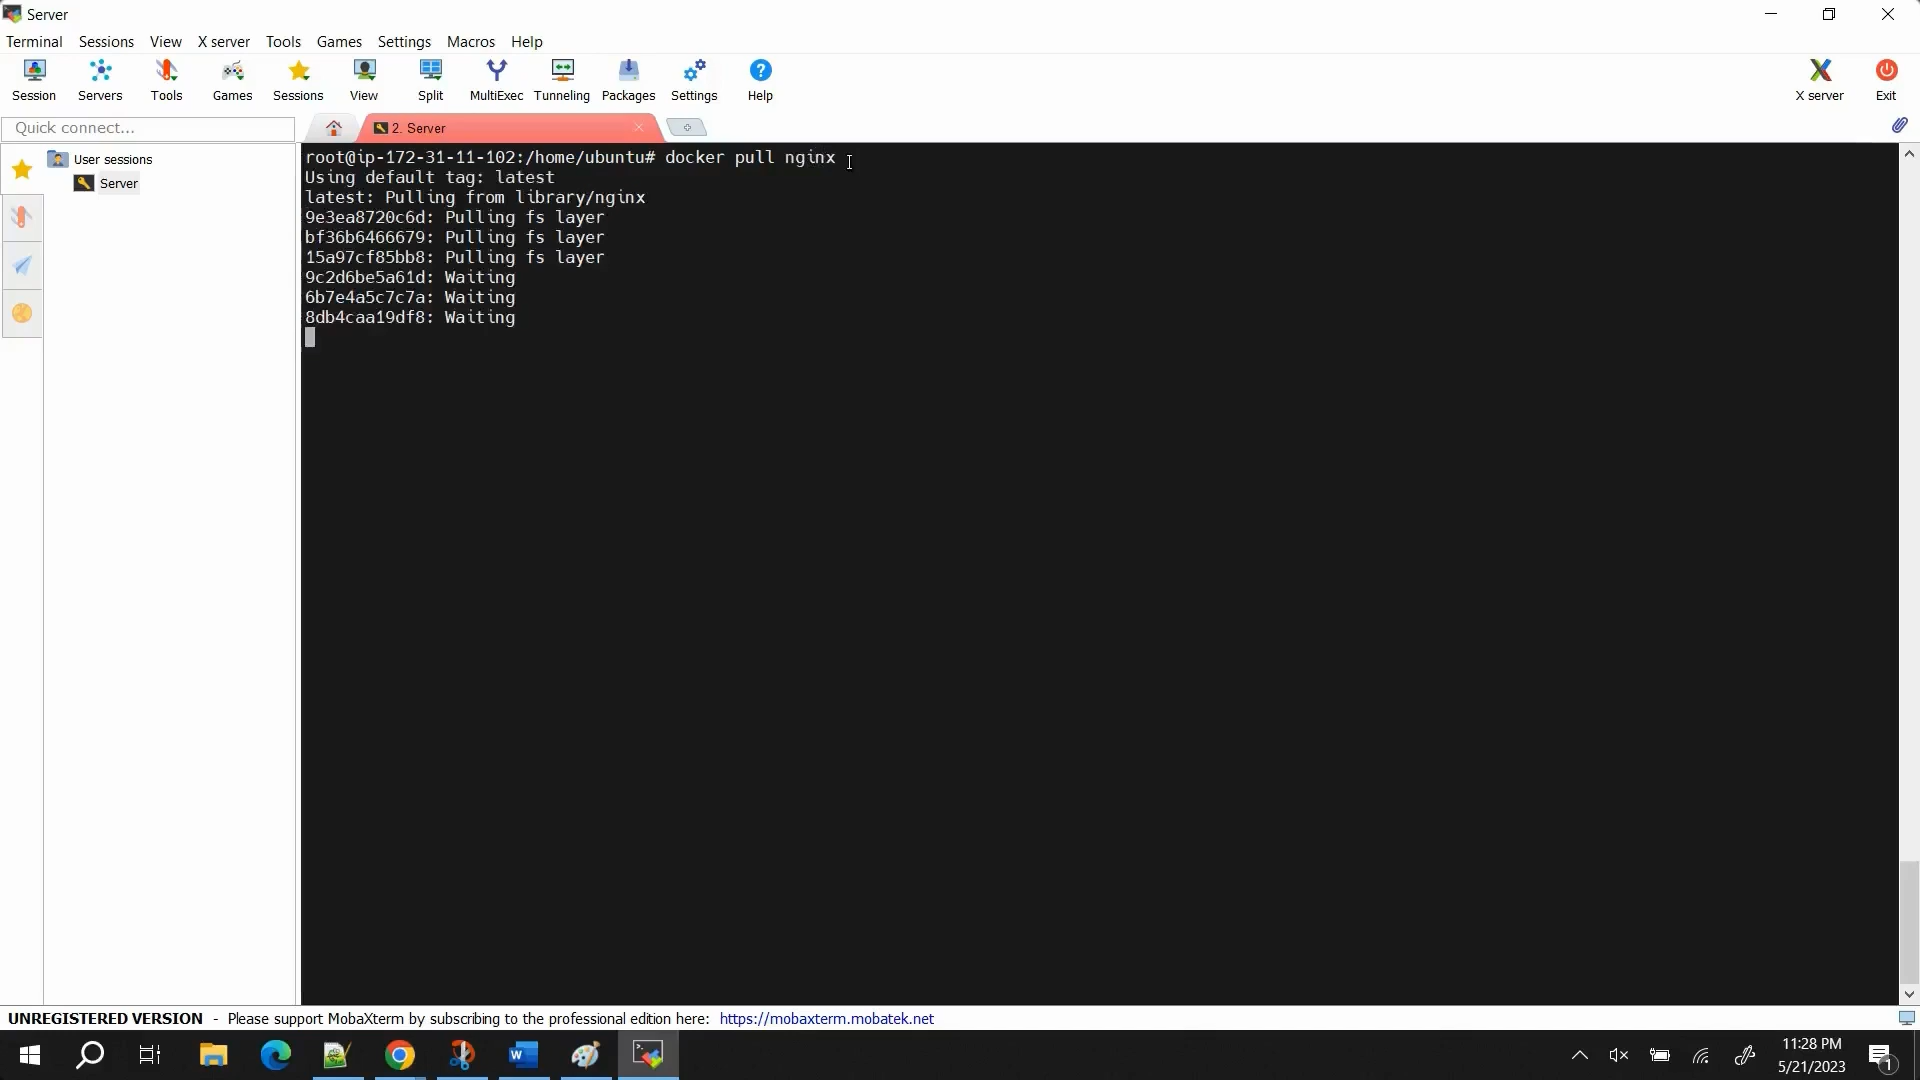 Server
Terminal Sessions View X server Tools Games Settings Macros Help
Session Servers Tools Games Sessions View Split MultiExec Tunneling Packages Settings Help X server Exit
Quick connect...
2. Server
User sessions
Server
root@ip-172-31-11-102:/home/ubuntu# docker pull nginx
Using default tag: latest
latest: Pulling from library/nginx
9e3ea8720c6d: Pulling fs layer
bf36b6466679: Pulling fs layer
15a97cf85bb8: Pulling fs layer
9c2d6be5a61d: Waiting
6b7e4a5c7c7a: Waiting
8db4caa19df8: Waiting
UNREGISTERED VERSION - Please support MobaXterm by subscribing to the professional edition here: https://mobaxterm.mobatek.net
11:28 PM
5/21/2023
1